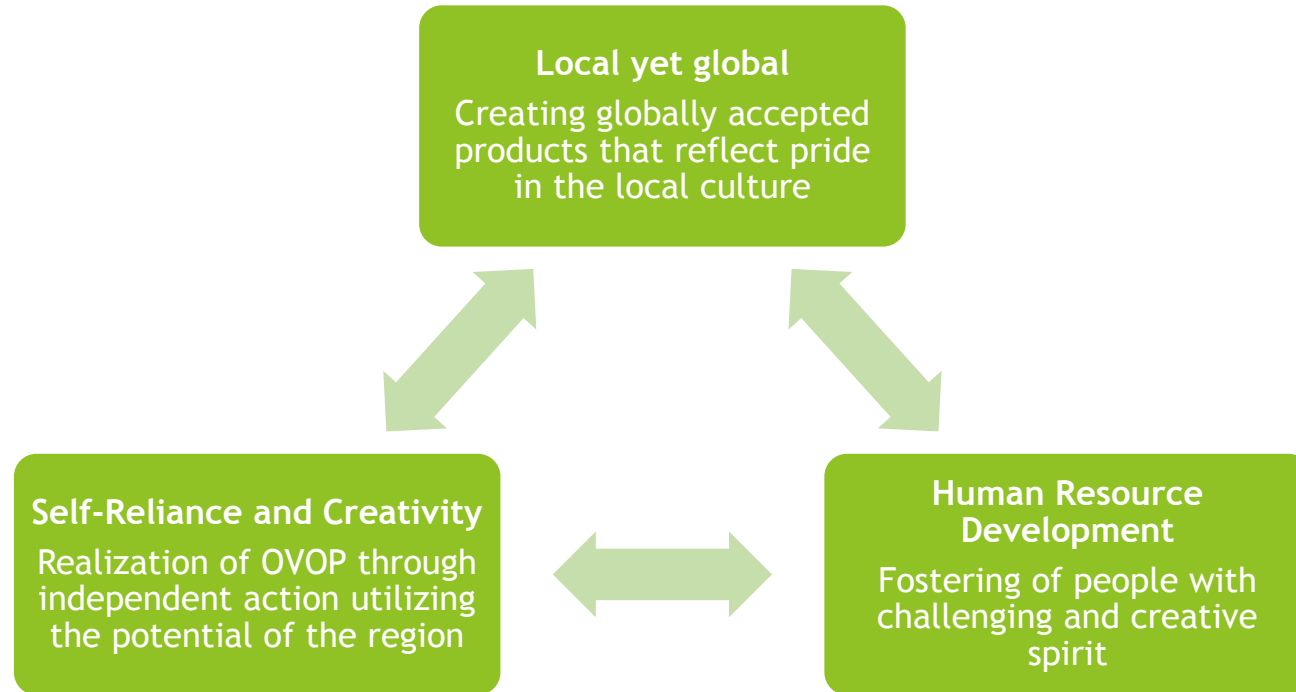 Local yet global
Creating globally accepted
products that reflect pride
in the local culture
Self-Reliance and Creativity
Realization of OVOP through
independent action utilizing
the potential of the region
Human Resource
Development
Fostering of people with
challenging and creative
spirit